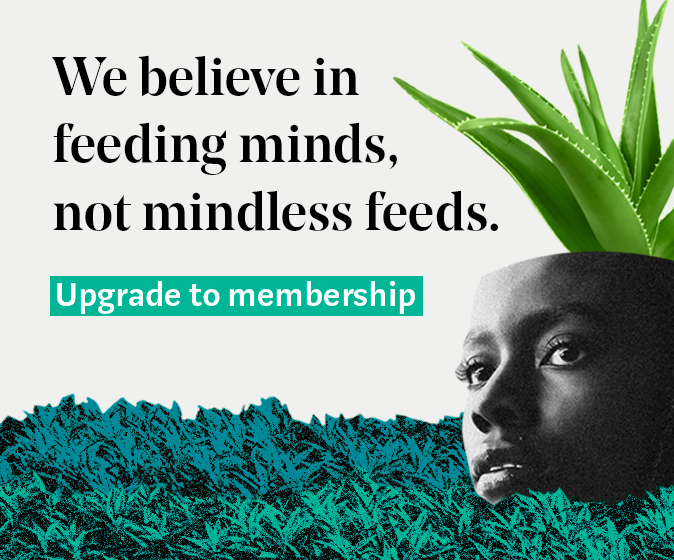 We believe in
feeding minds,
not mindless feeds.
Upgrade to membership